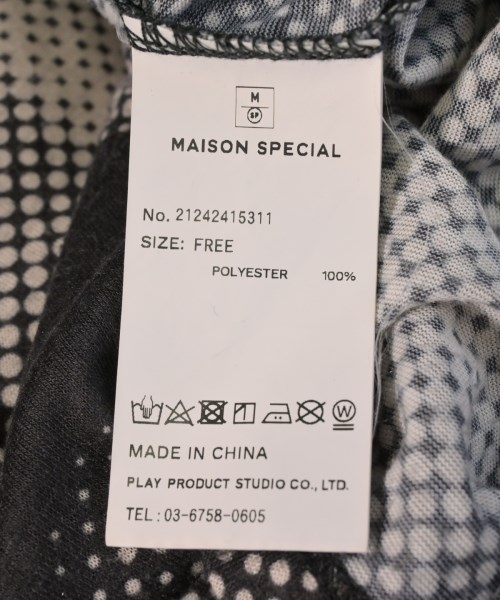 M
SP
MAISON SPECIAL
No. 21242415311
SIZE: FREE
POLYESTER 100%
W
MADE IN CHINA
PLAY PRODUCT STUDIO CO., LTD.
TEL : 03-6758-0605